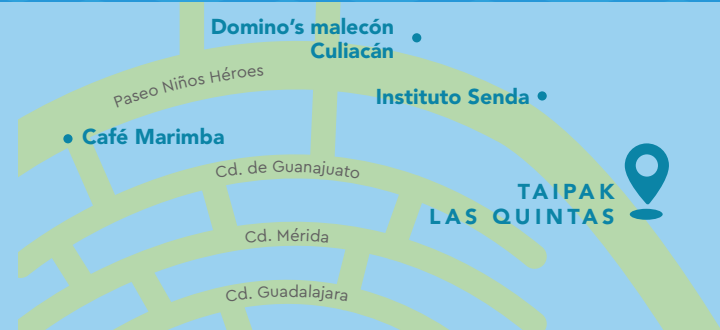 Domino's malecón
Culiacán
Paseo Niños Héroes
Instituto Senda
Café Marimba
Cd. de Guanajuato
TAIPAK
LAS QUINTAS
Cd. Mérida
Cd. Guadalajara